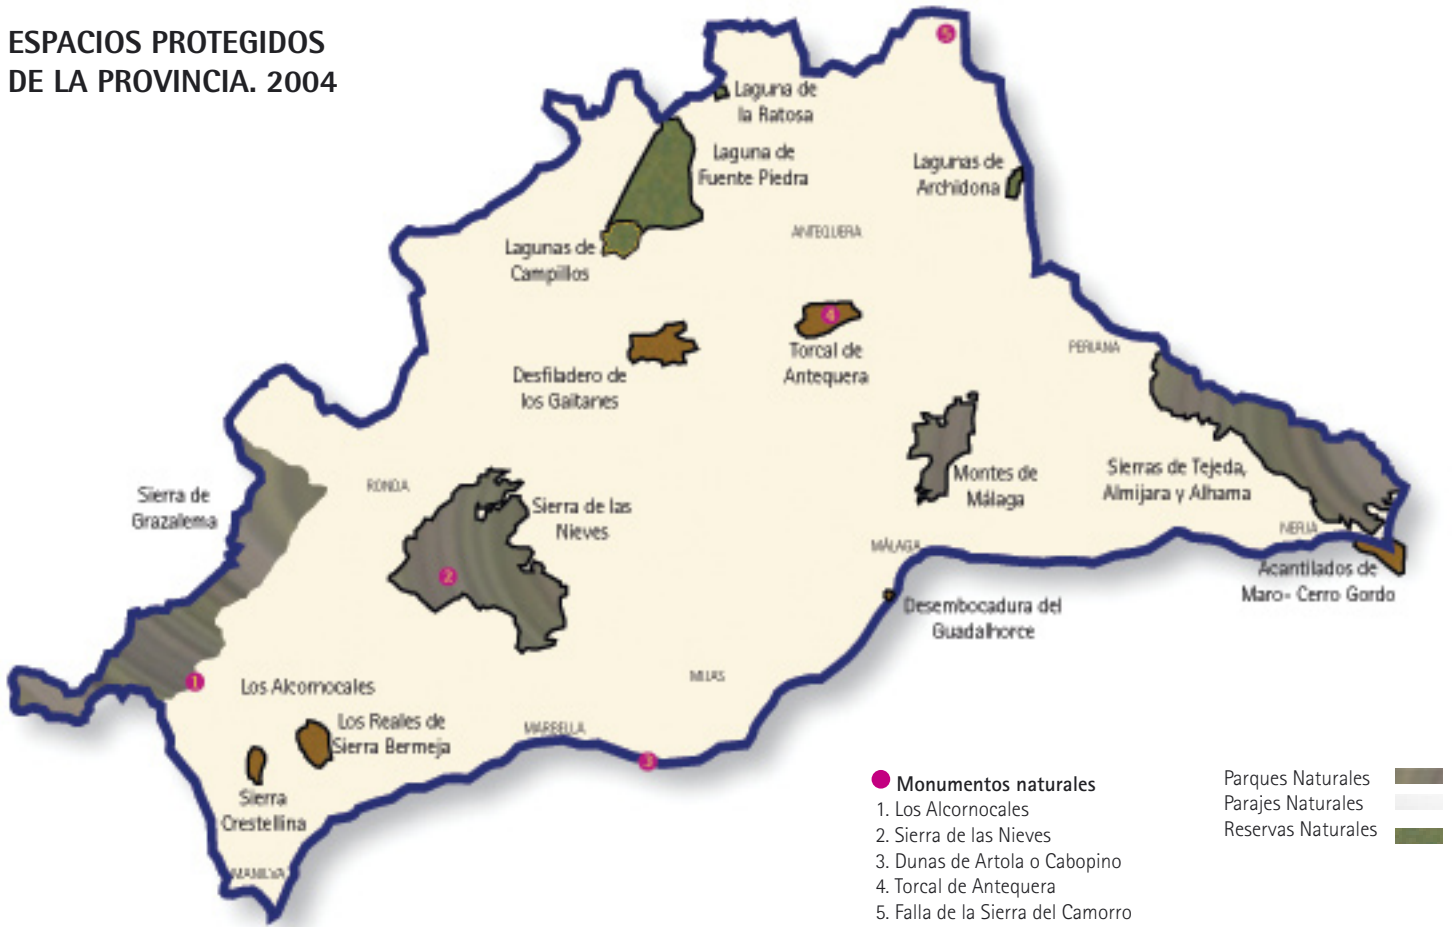 ESPACIOS PROTEGIDOS
DE LA PROVINCIA. 2004
5
Laguna de
la Ratosa
Laguna de
Fuente Piedra
Lagunas de
Archidona
ANTEQUERA
Lagunas de
Campillos
4
Torcal de
Antequera
PERIANA
Desfiladero de
los Gaitanes
Sierra de
Grazalema
RONDA
Sierra de las
Nieves
Montes de
Málaga
Sierras de Tejeda,
Almijara y Alhama
NERJA
MÁLAGA
2
Acantilados de
Maro- Cerro Gordo
Desembocadura del
Guadalhorce
1
Los Alcornocales
MIJAS
Los Reales de
Sierra Bermeja
MARBELLA
3
Sierra
Crestellina
MANILVA
Monumentos naturales
1. Los Alcornocales
2. Sierra de las Nieves
3. Dunas de Artola o Cabopino
4. Torcal de Antequera
5. Falla de la Sierra del Camorro
Parques Naturales
Parajes Naturales
Reservas Naturales